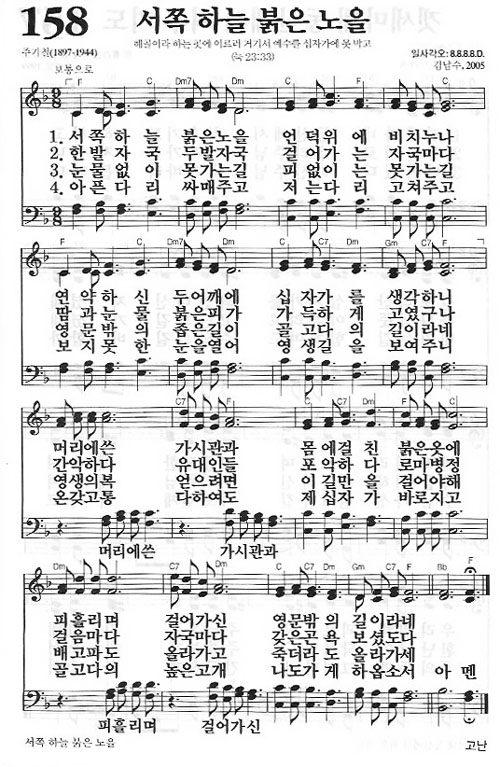 158 서쪽 하늘 붉은 노을
해골이라 하는 곳에 이르러 거기서 예수를 십자가에 못 박고
주기철(1897-1944) (눅 23:33) 일사각오: 8.8.8.8.D.
보통으로 김남수, 2005
F C Dm7 Dm F C F
1. 서쪽 하늘 붉은노을 언덕위에 비치누나
2. 한발자국 두발자국 걸어가는 자국마다
3. 눈물없이 못가는길 피없이는 못가는길
4. 아픈다리 싸매주고 저는다리 고쳐주고
F C Dm7 Dm F Dm Gm C7 F
연약하신 두어깨에 십자가를 생각하니
땀과눈물 붉은피가 가득하게 고였구나
영문밖의 좁은길이 골고다의 길이라네
보지못한 눈을열어 영생길을 보여주니
F C7 F C7 Dm F C
머리에쓴 가시관과 몸에걸친 붉은옷에
간악하다 유대인들 포악하다 로마병정
영생의복 얻으려면 이길만을 걸어야해
온갖고통 다하여도 제십자가 바로지고
머리에쓴 가시관과
Dm C7 Dm Gm F C7 F Bb F
피흘리며 걸어가신 영문밖의 길이라네
걸음마다 자국마다 갖은곤욕 보셨도다
배고파도 올라가고 죽더라도 올라가세
골고다의 높은고개 나도가게 하옵소서 아멘
피흘리며 걸어가신
서쪽 하늘 붉은 노을 고난